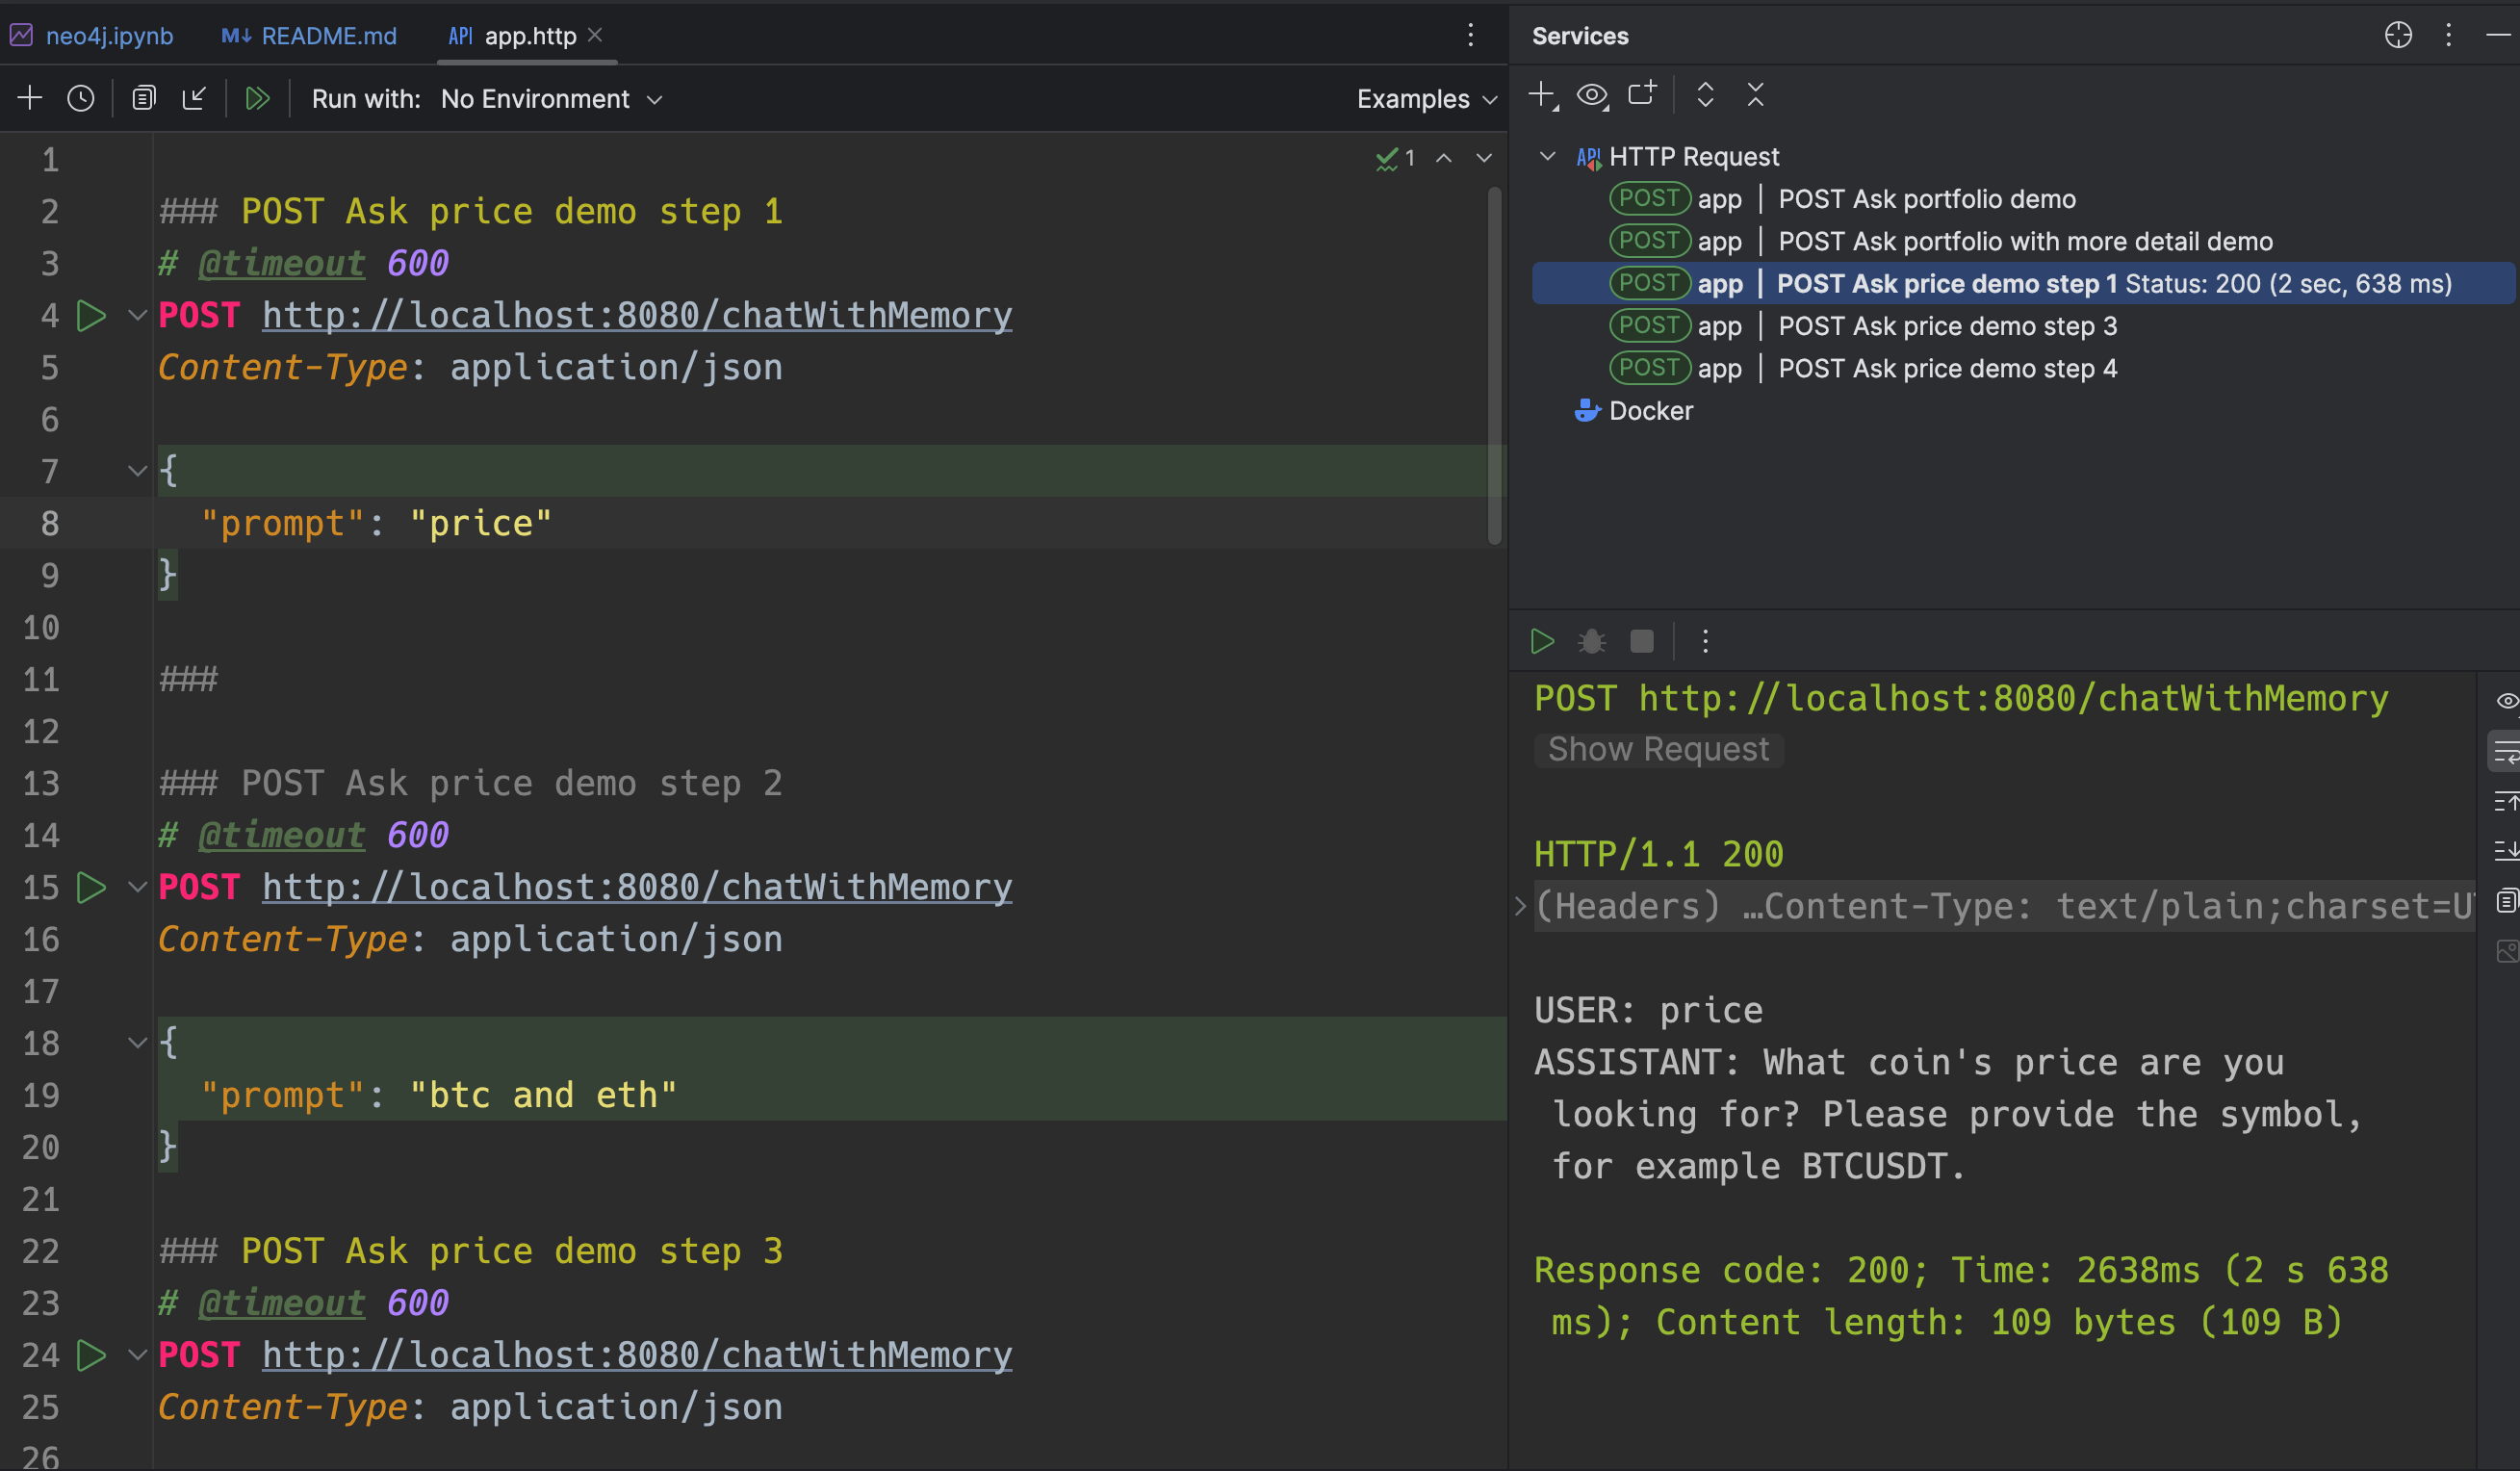 neo4j.ipynb
M↓ README.md
API app.http
Run with: No Environment
Examples
1
1
2 ### POST Ask price demo step 1
3 # @timeout 600
4 POST http://localhost:8080/chatWithMemory
5 Content-Type: application/json
6
7 {
8 "prompt": "price"
9 }
10
11 ###
12
13 ### POST Ask price demo step 2
14 # @timeout 600
15 POST http://localhost:8080/chatWithMemory
16 Content-Type: application/json
17
18 {
19 "prompt": "btc and eth"
20 }
21
22 ### POST Ask price demo step 3
23 # @timeout 600
24 POST http://localhost:8080/chatWithMemory
25 Content-Type: application/json
26
Services
API HTTP Request
POST app | POST Ask portfolio demo
POST app | POST Ask portfolio with more detail demo
POST app | POST Ask price demo step 1 Status: 200 (2 sec, 638 ms)
POST app | POST Ask price demo step 3
POST app | POST Ask price demo step 4
Docker
POST http://localhost:8080/chatWithMemory
Show Request
HTTP/1.1 200
(Headers) …Content-Type: text/plain;charset=U
USER: price
ASSISTANT: What coin's price are you
looking for? Please provide the symbol,
for example BTCUSDT.
Response code: 200; Time: 2638ms (2 s 638
ms); Content length: 109 bytes (109 B)